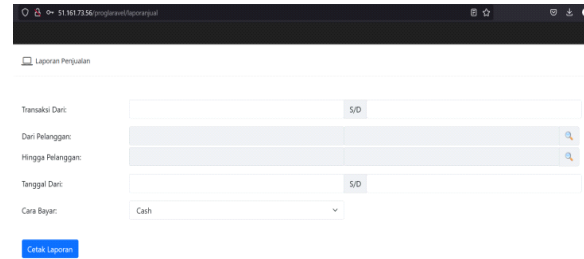 51.161.73.56/proglaravel/laporanjual
Laporan Penjualan
Transaksi Dari: S/D
Dari Pelanggan:
Hingga Pelanggan:
Tanggal Dari: S/D
Cara Bayar: Cash
Cetak Laporan